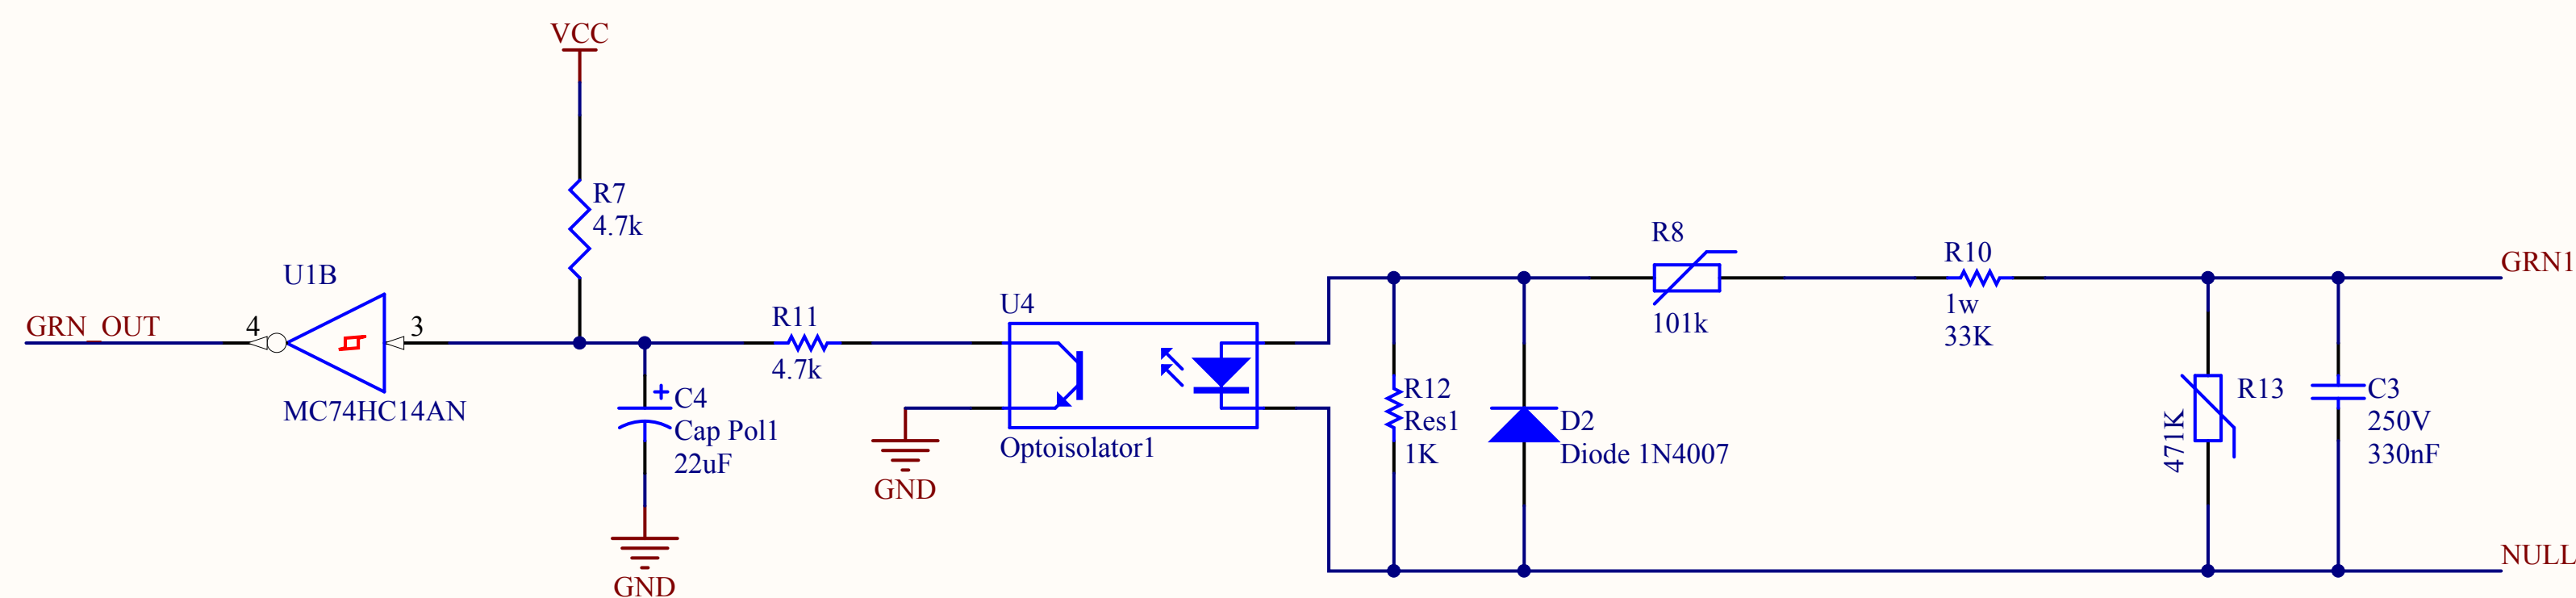 VCC
R7
4.7k
U1B
GRN_OUT
4
3
MC74HC14AN
R11
4.7k
C4
Cap Pol1
22uF
GND
GND
U4
Optoisolator1
R12
Res1
1K
D2
Diode 1N4007
R8
101k
R10
1w
33K
R13
471K
C3
250V
330nF
GRN1
NULL